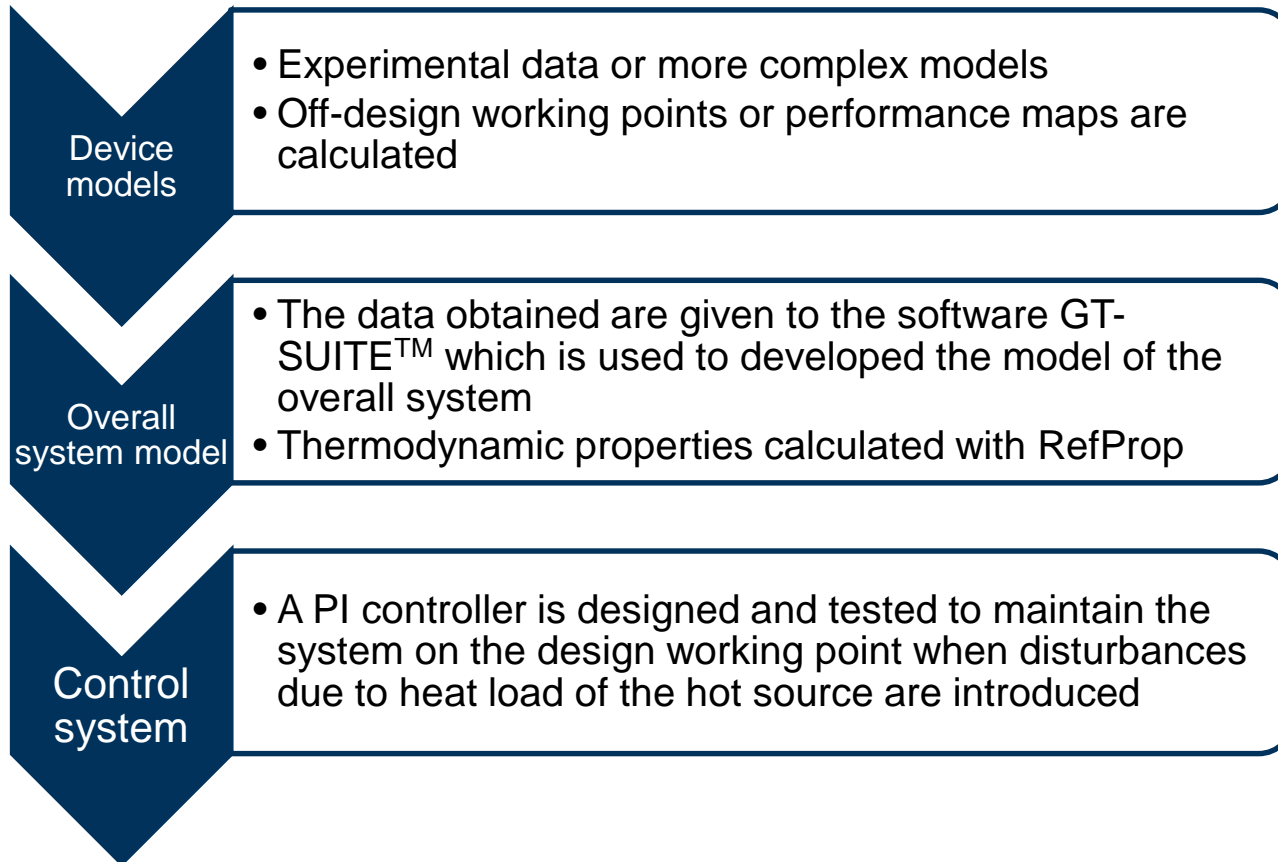 Device
models
• Experimental data or more complex models
• Off-design working points or performance maps are
calculated
Overall
system model
• The data obtained are given to the software GT-
SUITE™ which is used to developed the model of the
overall system
• Thermodynamic properties calculated with RefProp
Control
system
• A PI controller is designed and tested to maintain the
system on the design working point when disturbances
due to heat load of the hot source are introduced